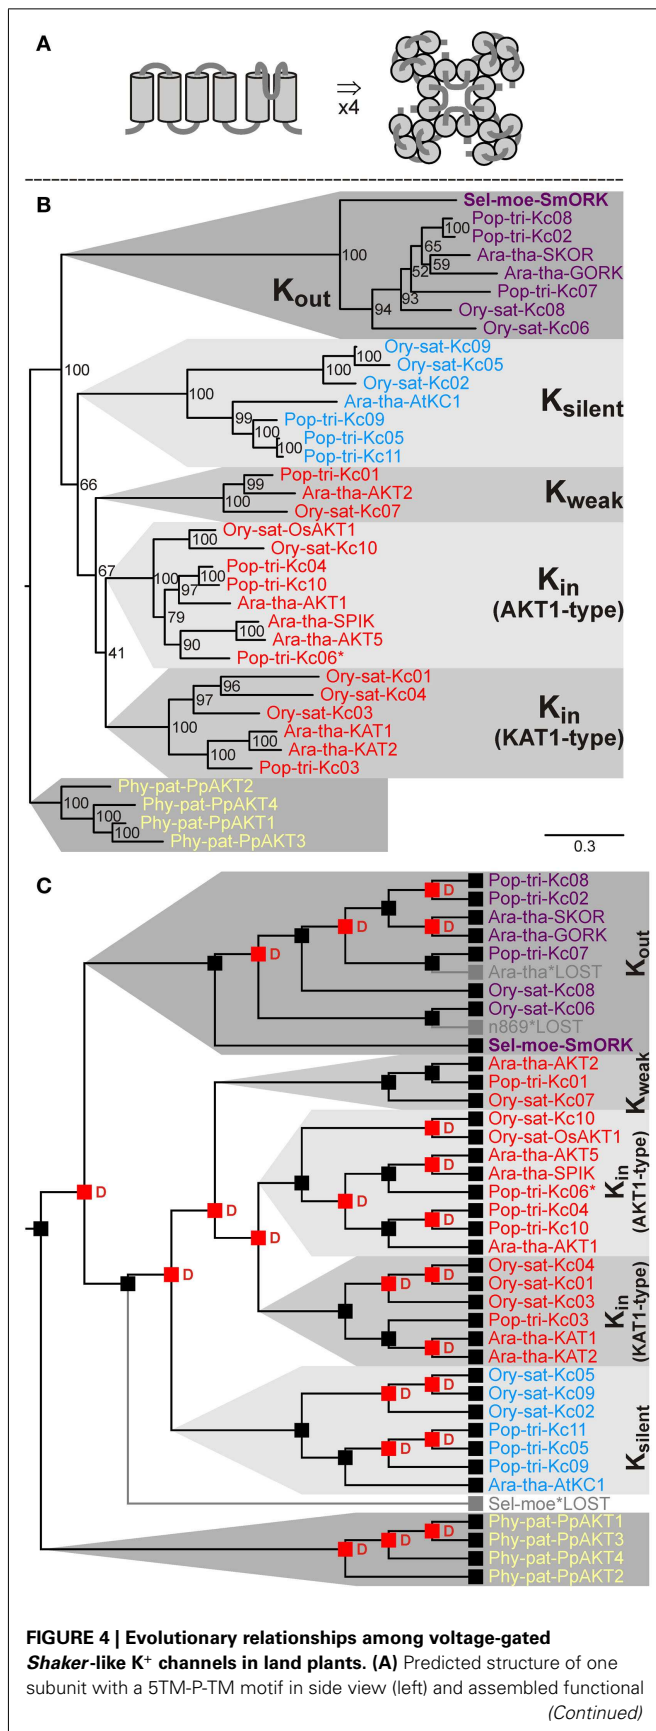 A
⇒
x4
B
Sel-moe-SmORK
Pop-tri-Kc08
100
Pop-tri-Kc02
65
Ara-tha-SKOR
100
59
52
Ara-tha-GORK
Pop-tri-Kc07
93
Kout
94
Ory-sat-Kc08
Ory-sat-Kc06
Ory-sat-Kc09
100
Ory-sat-Kc05
100
100
Ory-sat-Kc02
100
Ara-tha-AtKC1
Ksilent
99
Pop-tri-Kc09
100
Pop-tri-Kc05
Pop-tri-Kc11
66
Pop-tri-Kc01
99
Ara-tha-AKT2
100
Ory-sat-Kc07
Kweak
Ory-sat-OsAKT1
100
Ory-sat-Kc10
67
Pop-tri-Kc04
100
100
Pop-tri-Kc10
97
Ara-tha-AKT1
79
Ara-tha-SPIK
100
Ara-tha-AKT5
90
Pop-tri-Kc06*
Kin
(AKT1-type)
41
Ory-sat-Kc01
96
Ory-sat-Kc04
97
Ory-sat-Kc03
100
Ara-tha-KAT1
100
Ara-tha-KAT2
100
Pop-tri-Kc03
Kin
(KAT1-type)
Phy-pat-PpAKT2
100
Phy-pat-PpAKT4
100
Phy-pat-PpAKT1
100
Phy-pat-PpAKT3
0.3
C
Pop-tri-Kc08
D
Pop-tri-Kc02
Ara-tha-SKOR
D
D
Ara-tha-GORK
D
Pop-tri-Kc07
Ara-tha*LOST
Ory-sat-Kc08
Ory-sat-Kc06
n869*LOST
Sel-moe-SmORK
Kout
Ara-tha-AKT2
Pop-tri-Kc01
Ory-sat-Kc07
Kweak
Ory-sat-Kc10
D
Ory-sat-OsAKT1
Ara-tha-AKT5
D
Ara-tha-SPIK
D
Pop-tri-Kc06*
D
Pop-tri-Kc04
D
Pop-tri-Kc10
D
D
Ara-tha-AKT1
Kin
(AKT1-type)
Ory-sat-Kc04
D
D
D
Ory-sat-Kc01
Ory-sat-Kc03
Pop-tri-Kc03
Ara-tha-KAT1
D
Ara-tha-KAT2
Kin
(KAT1-type)
Ory-sat-Kc05
D
D
Ory-sat-Kc09
Ory-sat-Kc02
Pop-tri-Kc11
D
D
Pop-tri-Kc05
Pop-tri-Kc09
Ara-tha-AtKC1
Ksilent
Sel-moe*LOST
Phy-pat-PpAKT1
D
D
D
Phy-pat-PpAKT3
Phy-pat-PpAKT4
Phy-pat-PpAKT2
FIGURE 4 | Evolutionary relationships among voltage-gated
Shaker-like K+ channels in land plants. (A) Predicted structure of one
subunit with a 5TM-P-TM motif in side view (left) and assembled functional
(Continued)